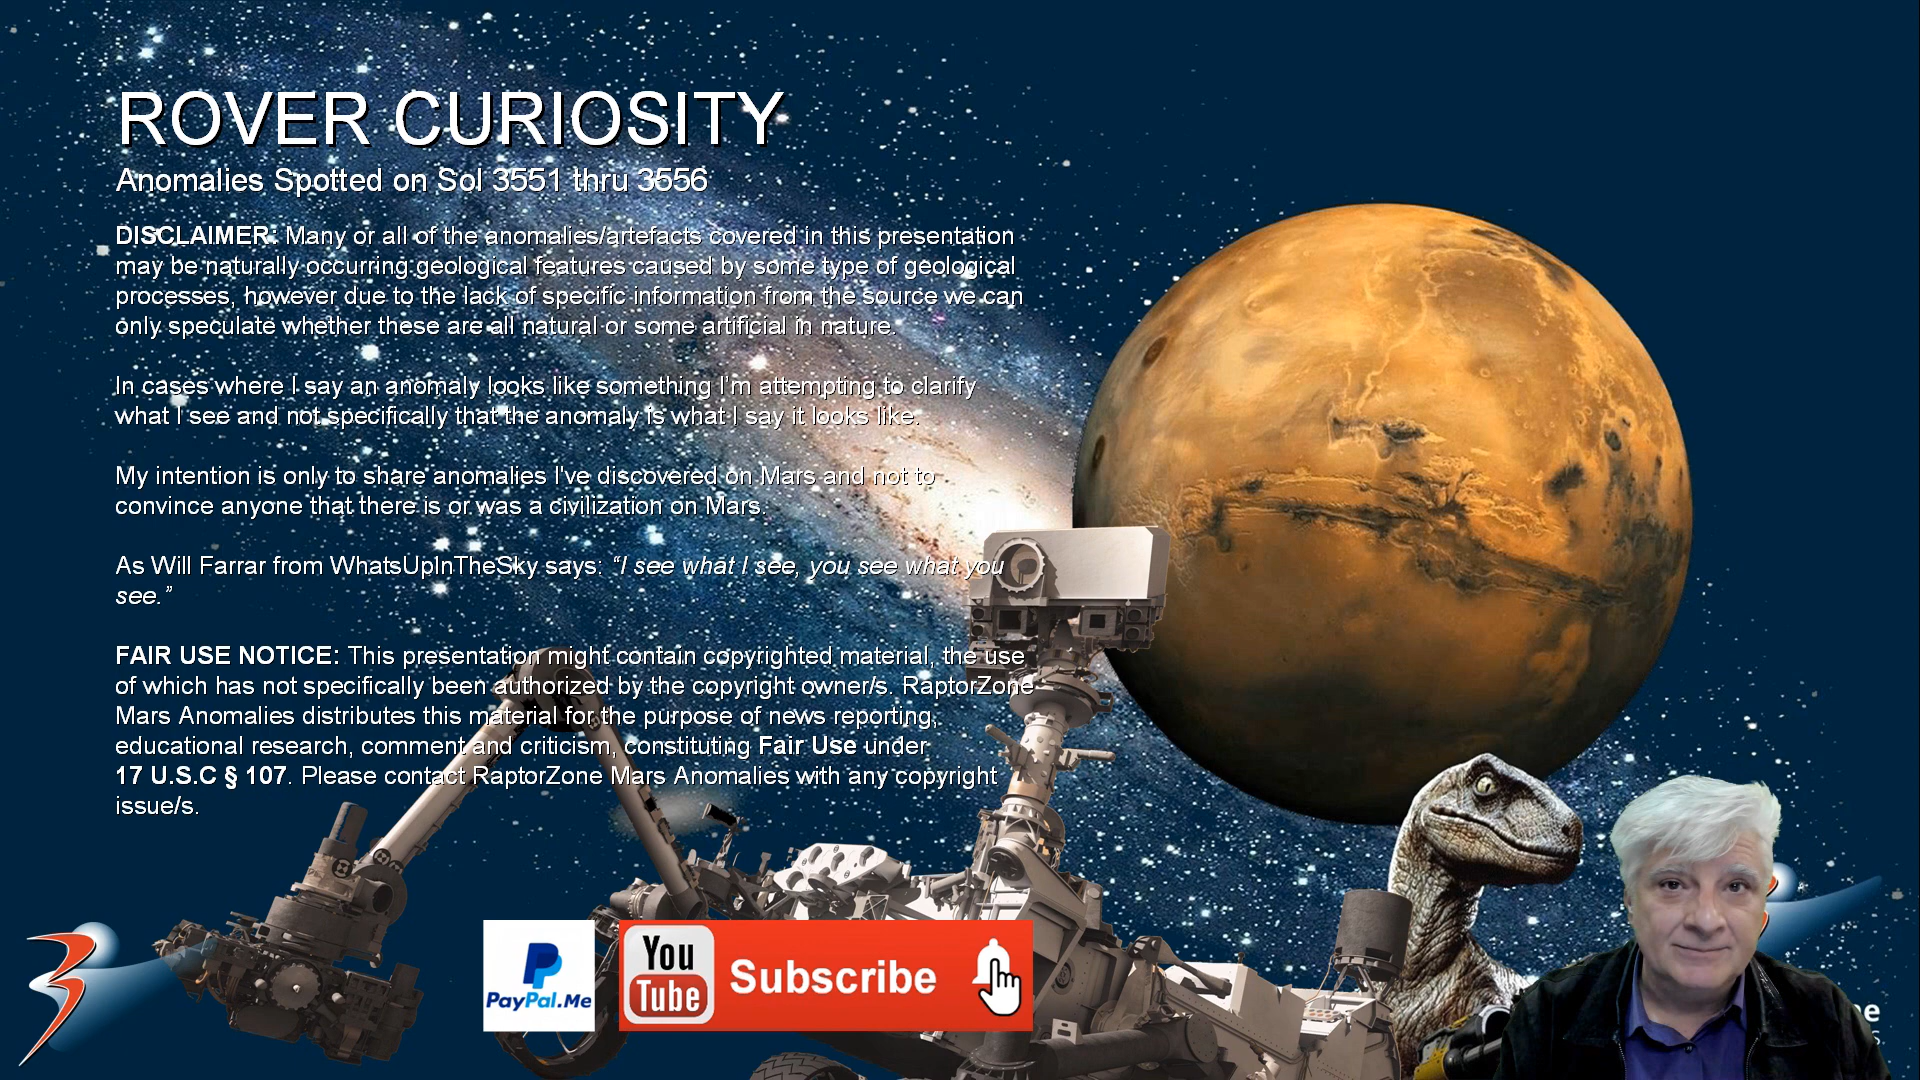 ROVER CURIOSITY
Anomalies Spotted on Sol 3551 thru 3556
DISCLAIMER: Many or all of the anomalies/artefacts covered in this presentation
may be naturally occurring geological features caused by some type of geological
processes, however due to the lack of specific information from the source we can
only speculate whether these are all natural or some artificial in nature.
In cases where I say an anomaly looks like something I'm attempting to clarify
what I see and not specifically that the anomaly is what I say it looks like.
My intention is only to share anomalies I've discovered on Mars and not to
convince anyone that there is or was a civilization on Mars.
As Will Farrar from WhatsUpInTheSky says: “I see what I see, you see what you
see.”
FAIR USE NOTICE: This presentation might contain copyrighted material, the use
of which has not specifically been authorized by the copyright owner/s. RaptorZone
Mars Anomalies distributes this material for the purpose of news reporting,
educational research, comment and criticism, constituting Fair Use under
17 U.S.C § 107. Please contact RaptorZone Mars Anomalies with any copyright
issue/s.
PayPal.Me
You
Tube
Subscribe